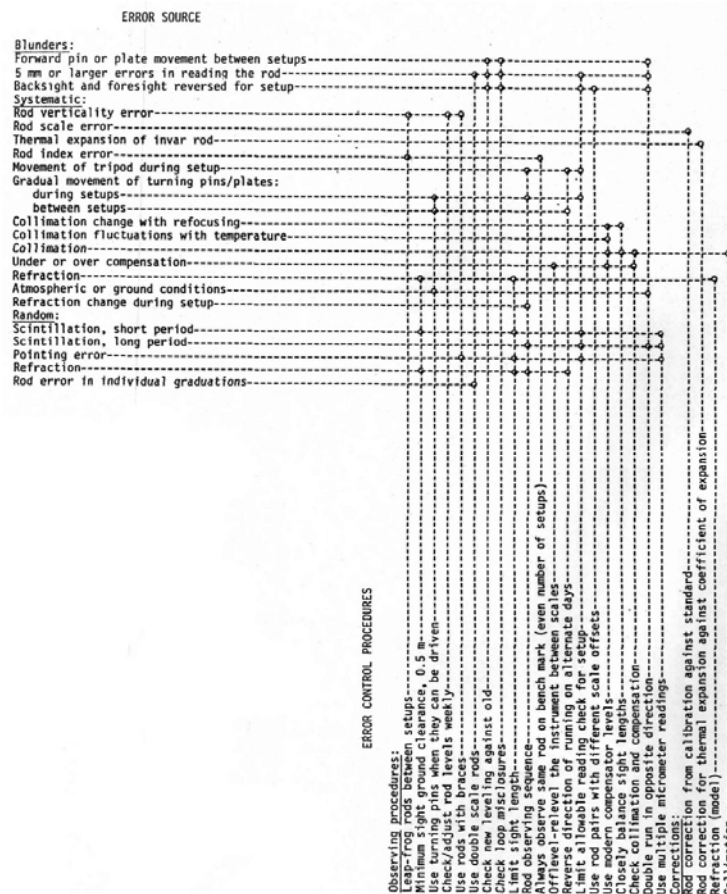 ERROR SOURCE
Blunders:
Forward pin or plate movement between setups
5 mm or larger errors in reading the rod
Backsight and foresight reversed for setup
Systematic:
Rod verticality error
Rod scale error
Thermal expansion of invar rod
Rod index error
Movement of tripod during setup
Gradual movement of turning pins/plates:
during setups
between setups
Collimation change with refocusing
Collimation fluctuations with temperature
Collimation
Under or over compensation
Refraction
Atmospheric or ground conditions
Refraction change during setup
Random:
Scintillation, short period
Scintillation, long period
Pointing error
Refraction
Rod error in individual graduations
ERROR CONTROL PROCEDURES
Observing procedures:
Leap-frog rods between setups
Minimum sight ground clearance, 0.5 m
Use turning pins when they can be driven
Check/adjust rod levels weekly
Use rods with braces
Use double scale rods
Check new leveling against old
Check loop misclosures
Limit sight length
Rod observing sequence
Always observe same rod on bench mark (even number of setups)
Offlevel-relevel the instrument between scales
Reverse direction of running on alternate days
Limit allowable reading check for setup
Use rod pairs with different scale offsets
Use modern compensator levels
Closely balance sight lengths
Check collimation and compensation
Double run in opposite direction
Use multiple micrometer readings
Corrections:
Rod correction from calibration against standard
Rod correction for thermal expansion against coefficient of expansion
Refraction (model)